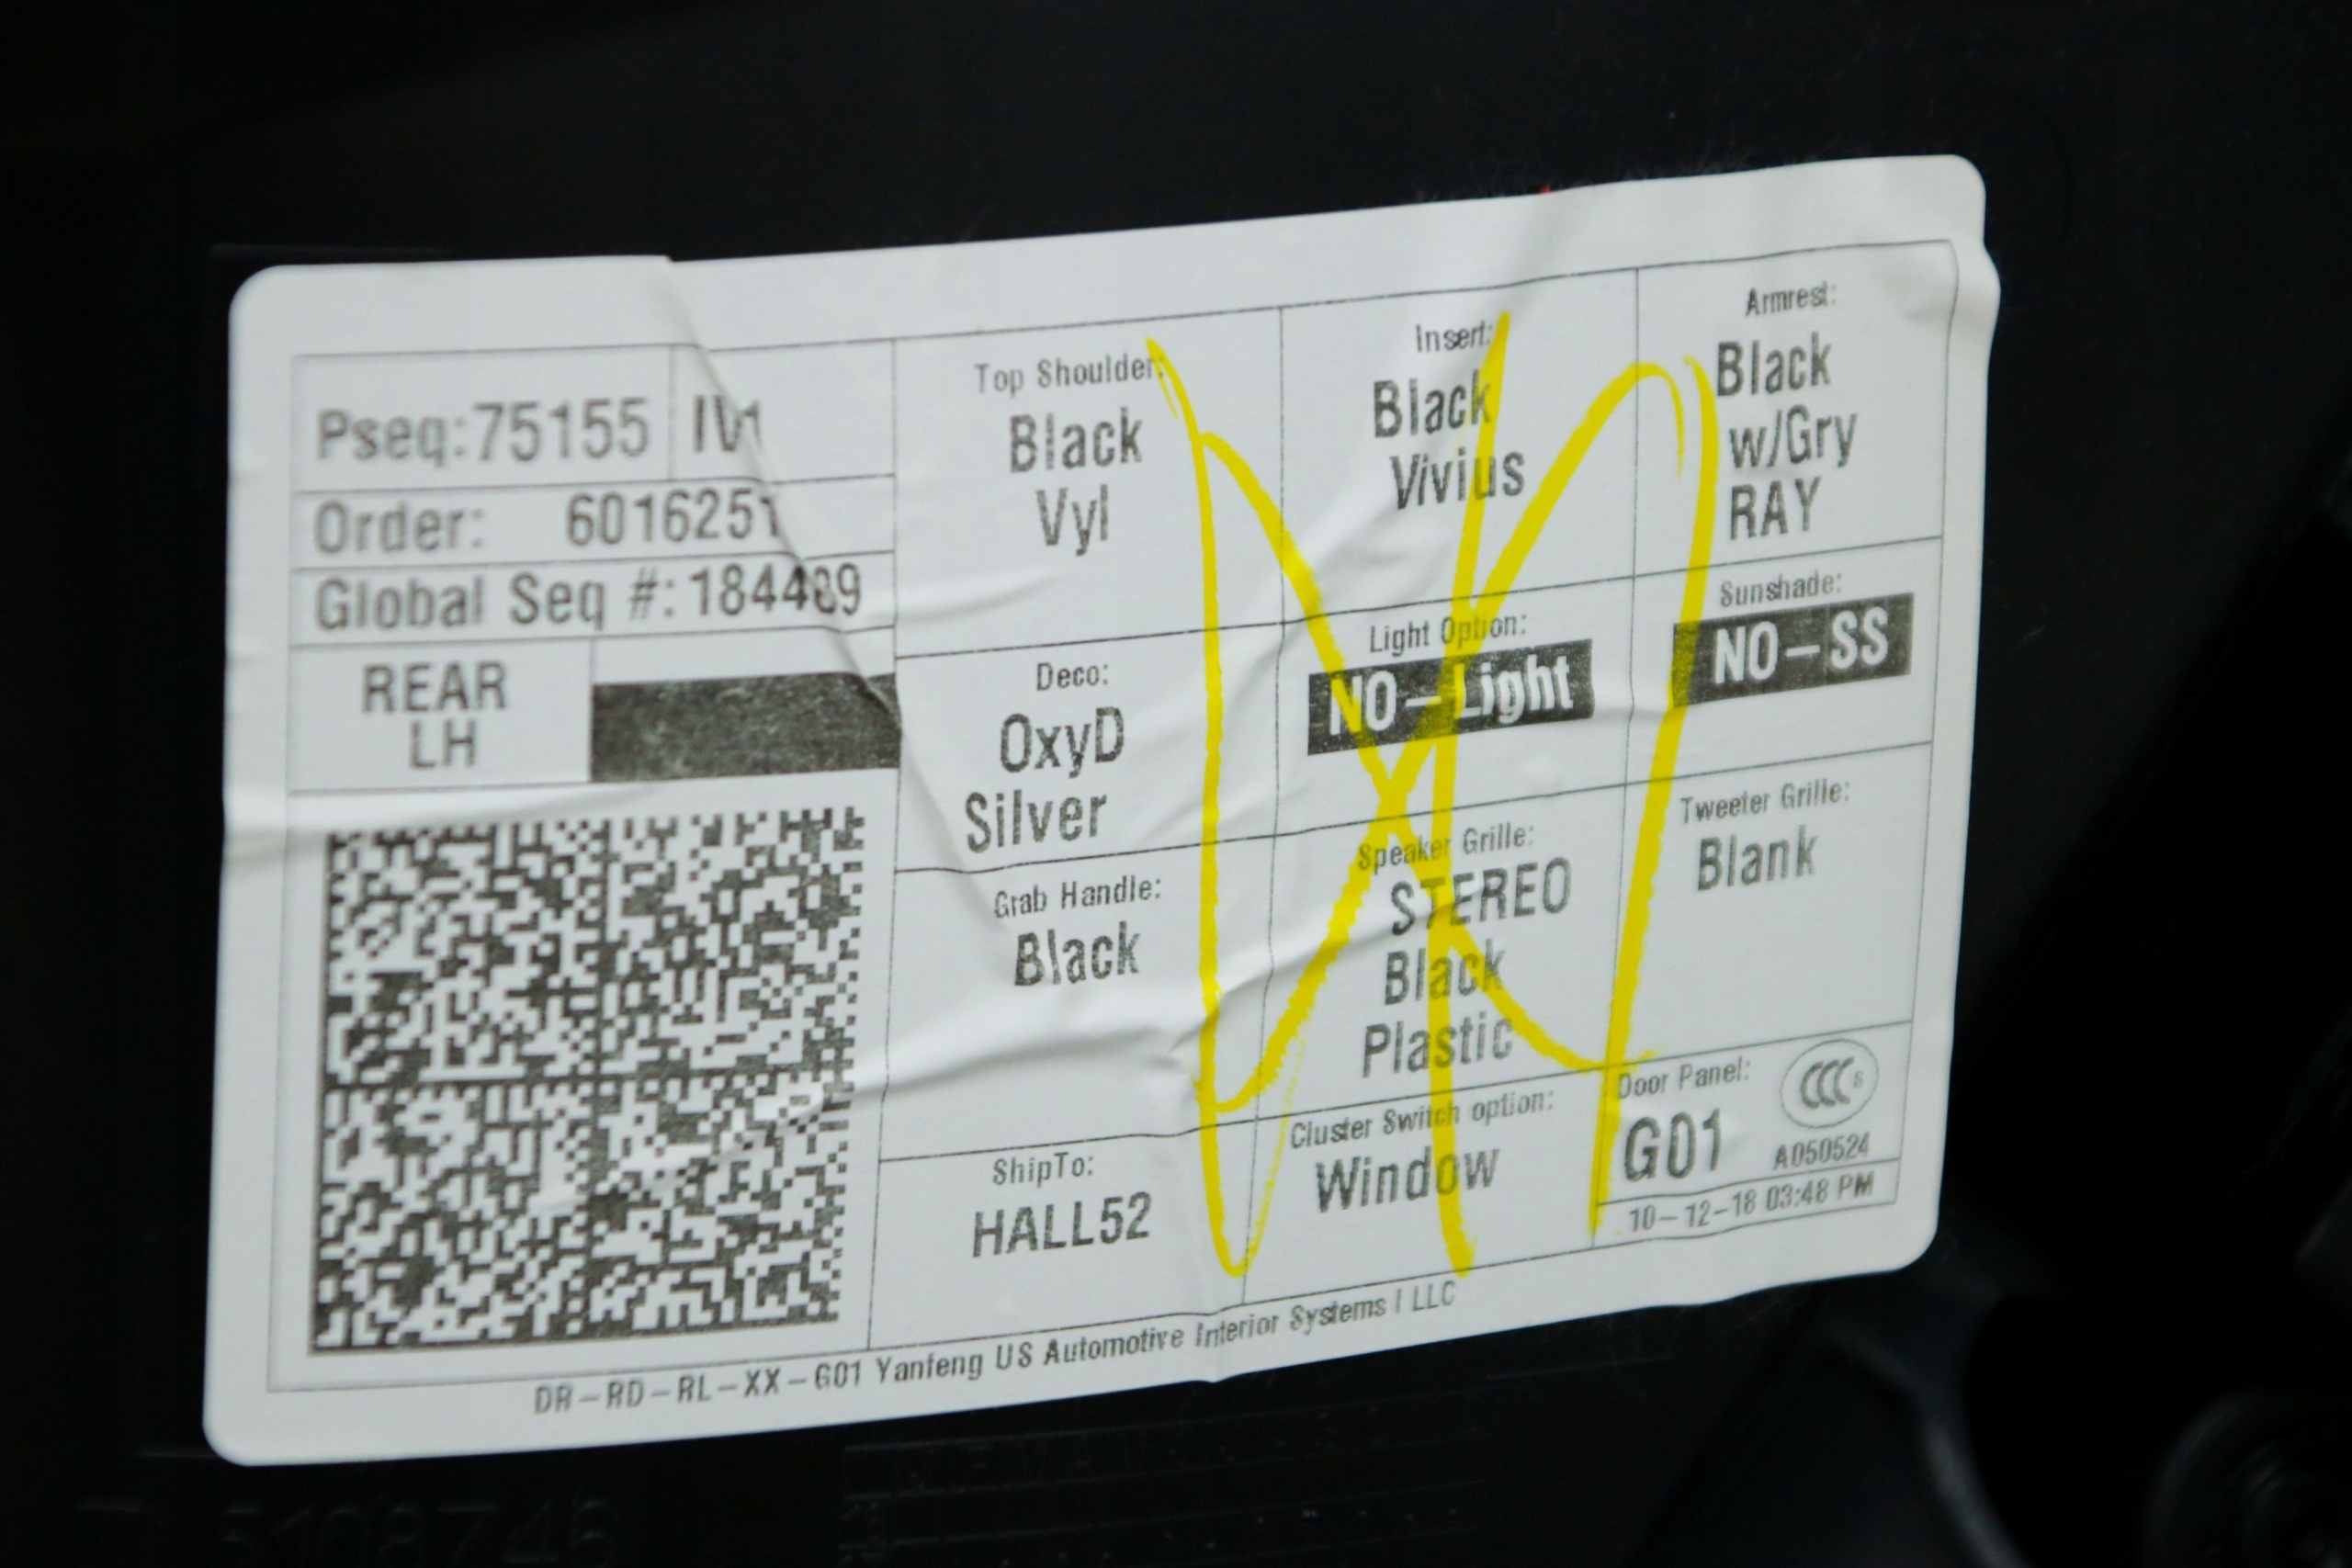 Pseq:75155
Order: 6016251
Global Seq #:
REAR
LH
Top Shoulder:
Black
Vyl
Deco:
OxyD
Silver
Grab Handle:
Black
ShipTo:
HALL52
Insert:
Black
Vivius
Light Option:
NO-Light
Speaker Grille:
STEREO
Black
Plastic
Cluster Switch option:
Window
Armrest:
Black
w/Gry
RAY
Sunshade:
NO-SS
Tweeter Grille:
Blank
Door Panel:
G01
CCC S
A050524
10-12-18 03:48 PM
DR-RD-RL-XX-G01 Yanfeng US Automotive Interior Systems I LLC